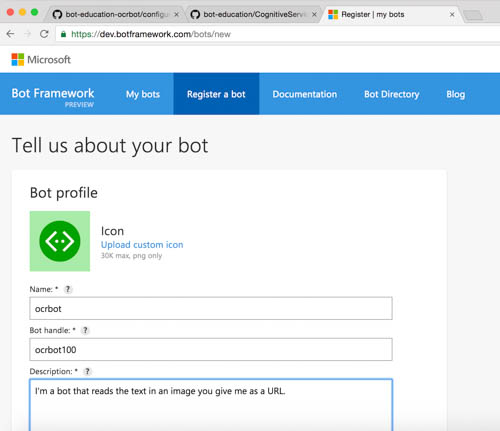 bot-education-ocrbot/configu
bot-education/CognitiveServic
Register | my bots
https://dev.botframework.com/bots/new
Microsoft
Bot Framework
PREVIEW
My bots
Register a bot
Documentation
Bot Directory
Blog
Tell us about your bot
Bot profile
Icon
Upload custom icon
30K max, png only
Name: * ?
ocrbot
Bot handle: * ?
ocrbot100
Description: * ?
I'm a bot that reads the text in an image you give me as a URL.